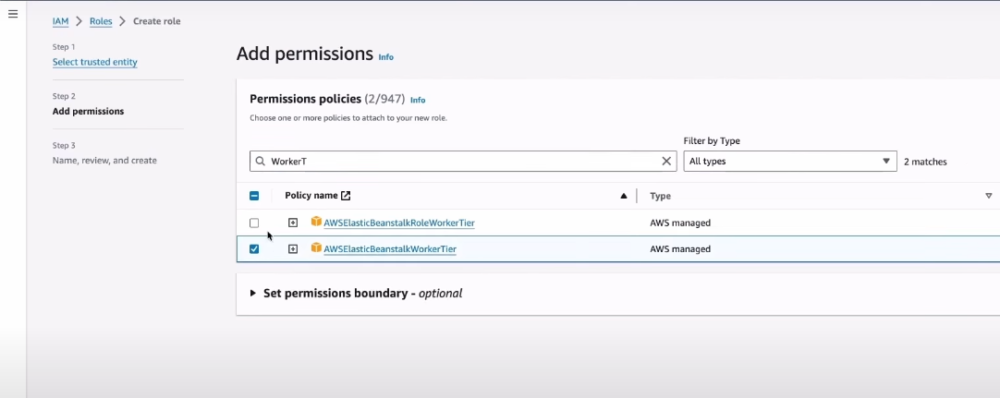 IAM > Roles > Create role
Step 1
Select trusted entity
Step 2
Add permissions
Step 3
Name, review, and create
Add permissions Info
Permissions policies (2/947) Info
Choose one or more policies to attach to your new role.
Filter by Type
WorkerT
All types
2 matches
Policy name
Type
AWSElasticBeanstalkRoleWorkerTier
AWS managed
AWSElasticBeanstalkWorkerTier
AWS managed
Set permissions boundary - optional